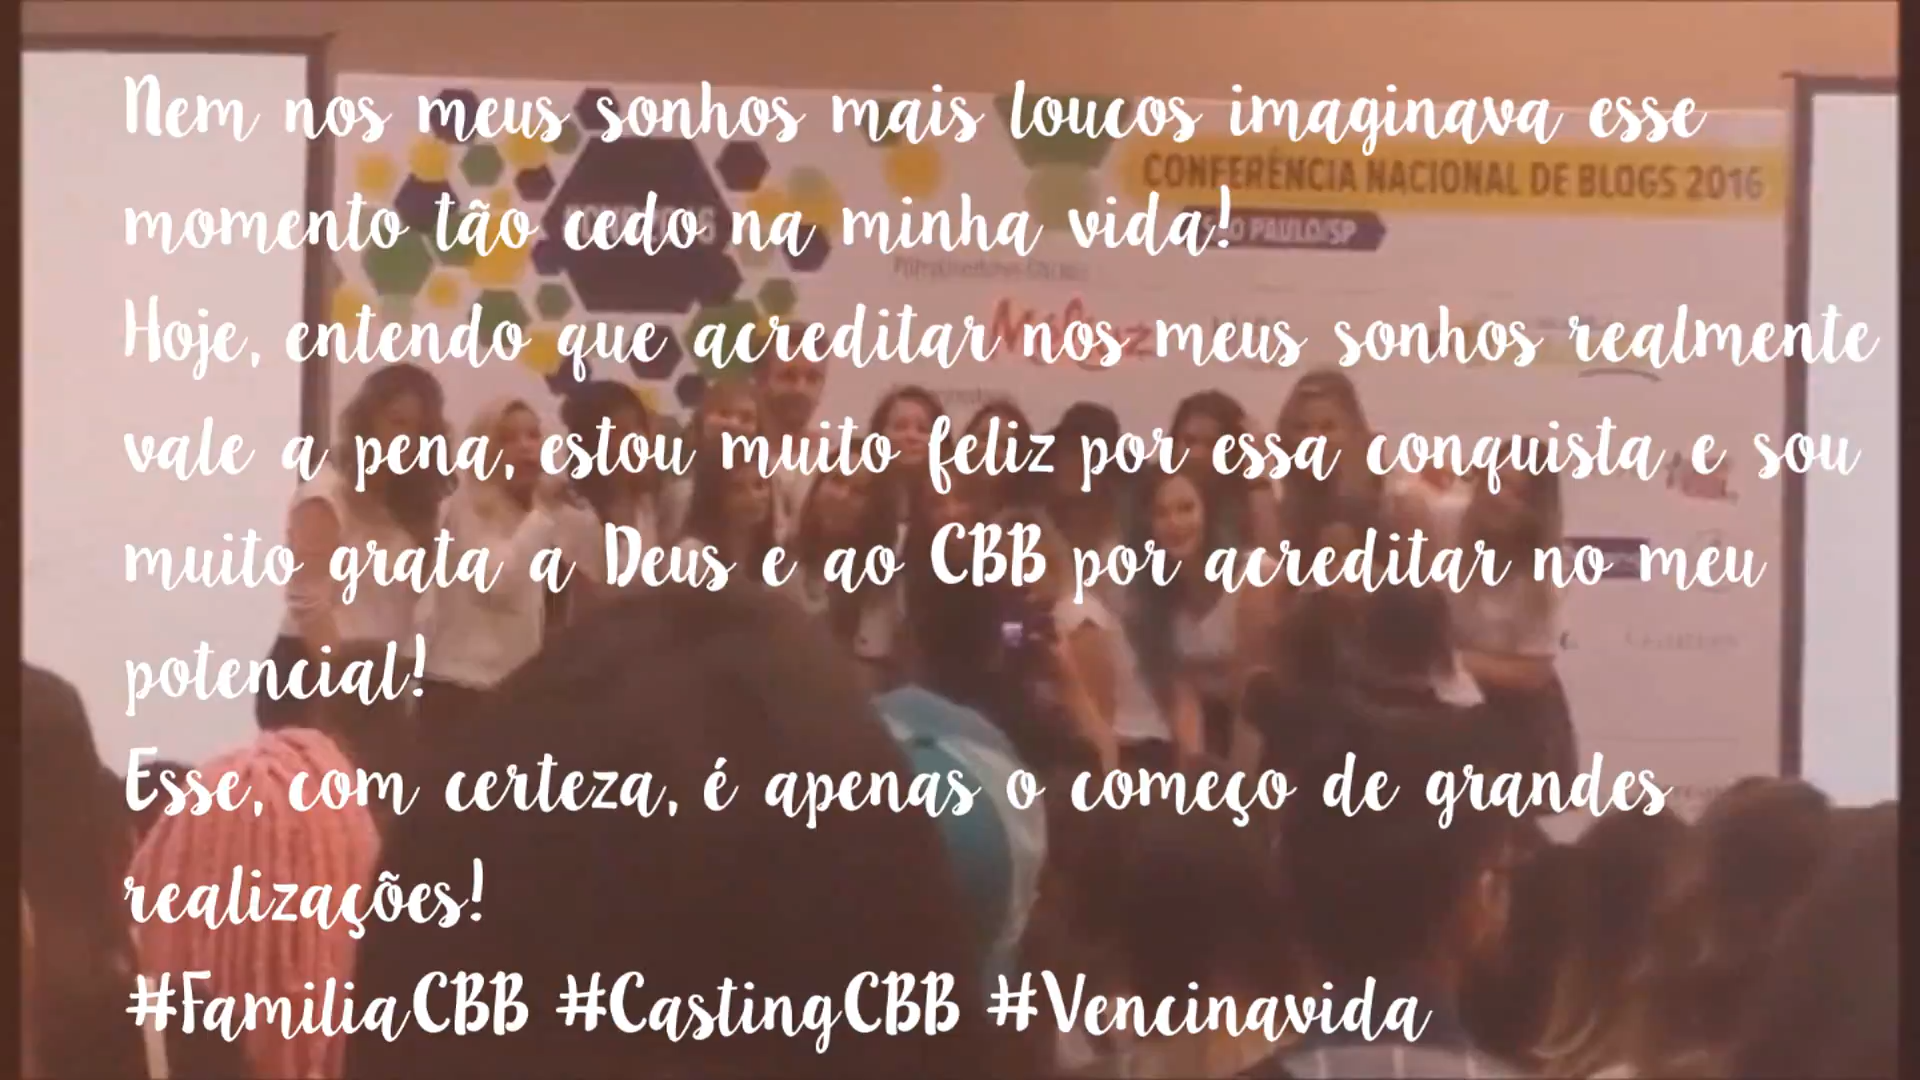 Nem nos meus sonhos mais loucos imaginava esse
momento tão cedo na minha vida!
Hoje, entendo que acreditar nos meus sonhos realmente
vale a pena, estou muito feliz por essa conquista e sou
muito grata a Deus e ao CBB por acreditar no meu
potencial!
Esse, com certeza, é apenas o começo de grandes
realizações!
#FamiliaCBB #CastingCBB #Vencinavida
CONFERÊNCIA NACIONAL DE BLOGS 2016
PAULO/SP